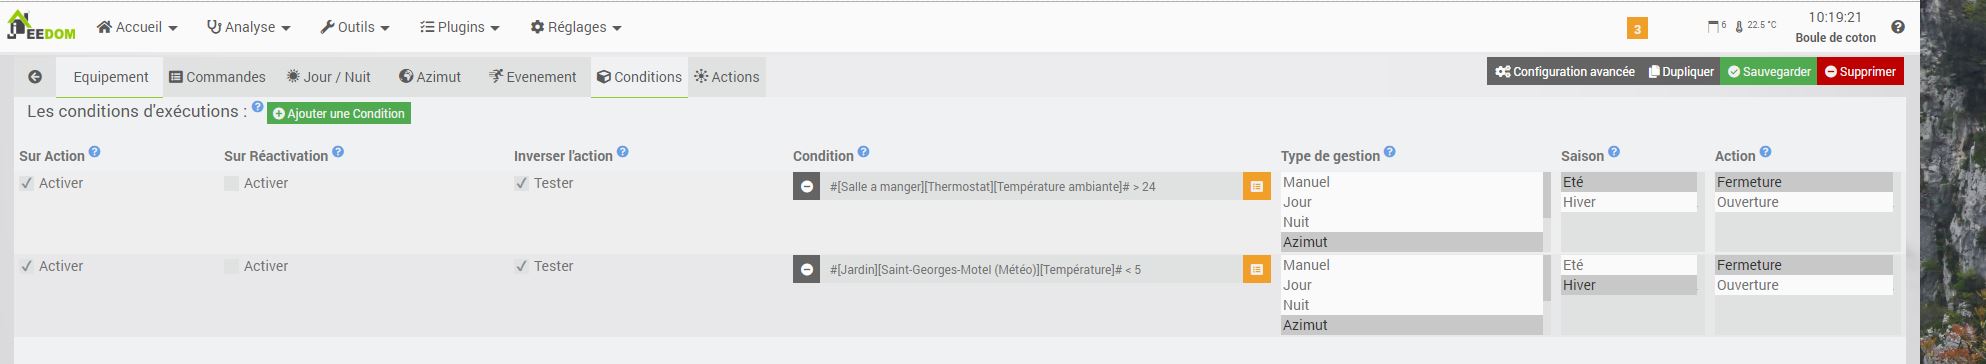 JEEDOM
Accueil Analyse Outils Plugins Réglages
3
6 22.5 °C
10:19:21
Boule de coton
Equipement Commandes Jour / Nuit Azimut Evenement Conditions Actions
Configuration avancée Dupliquer Sauvegarder Supprimer
Les conditions d'exécutions : Ajouter une Condition
Sur Action Sur Réactivation Inverser l'action Condition Type de gestion Saison Action
Activer Activer Tester #[Salle a manger][Thermostat][Température ambiante]# > 24
Manuel
Jour
Nuit
Azimut
Eté
Hiver
Fermeture
Ouverture
Activer Activer Tester #[Jardin][Saint-Georges-Motel (Météo)][Température]# < 5
Manuel
Jour
Nuit
Azimut
Eté
Hiver
Fermeture
Ouverture